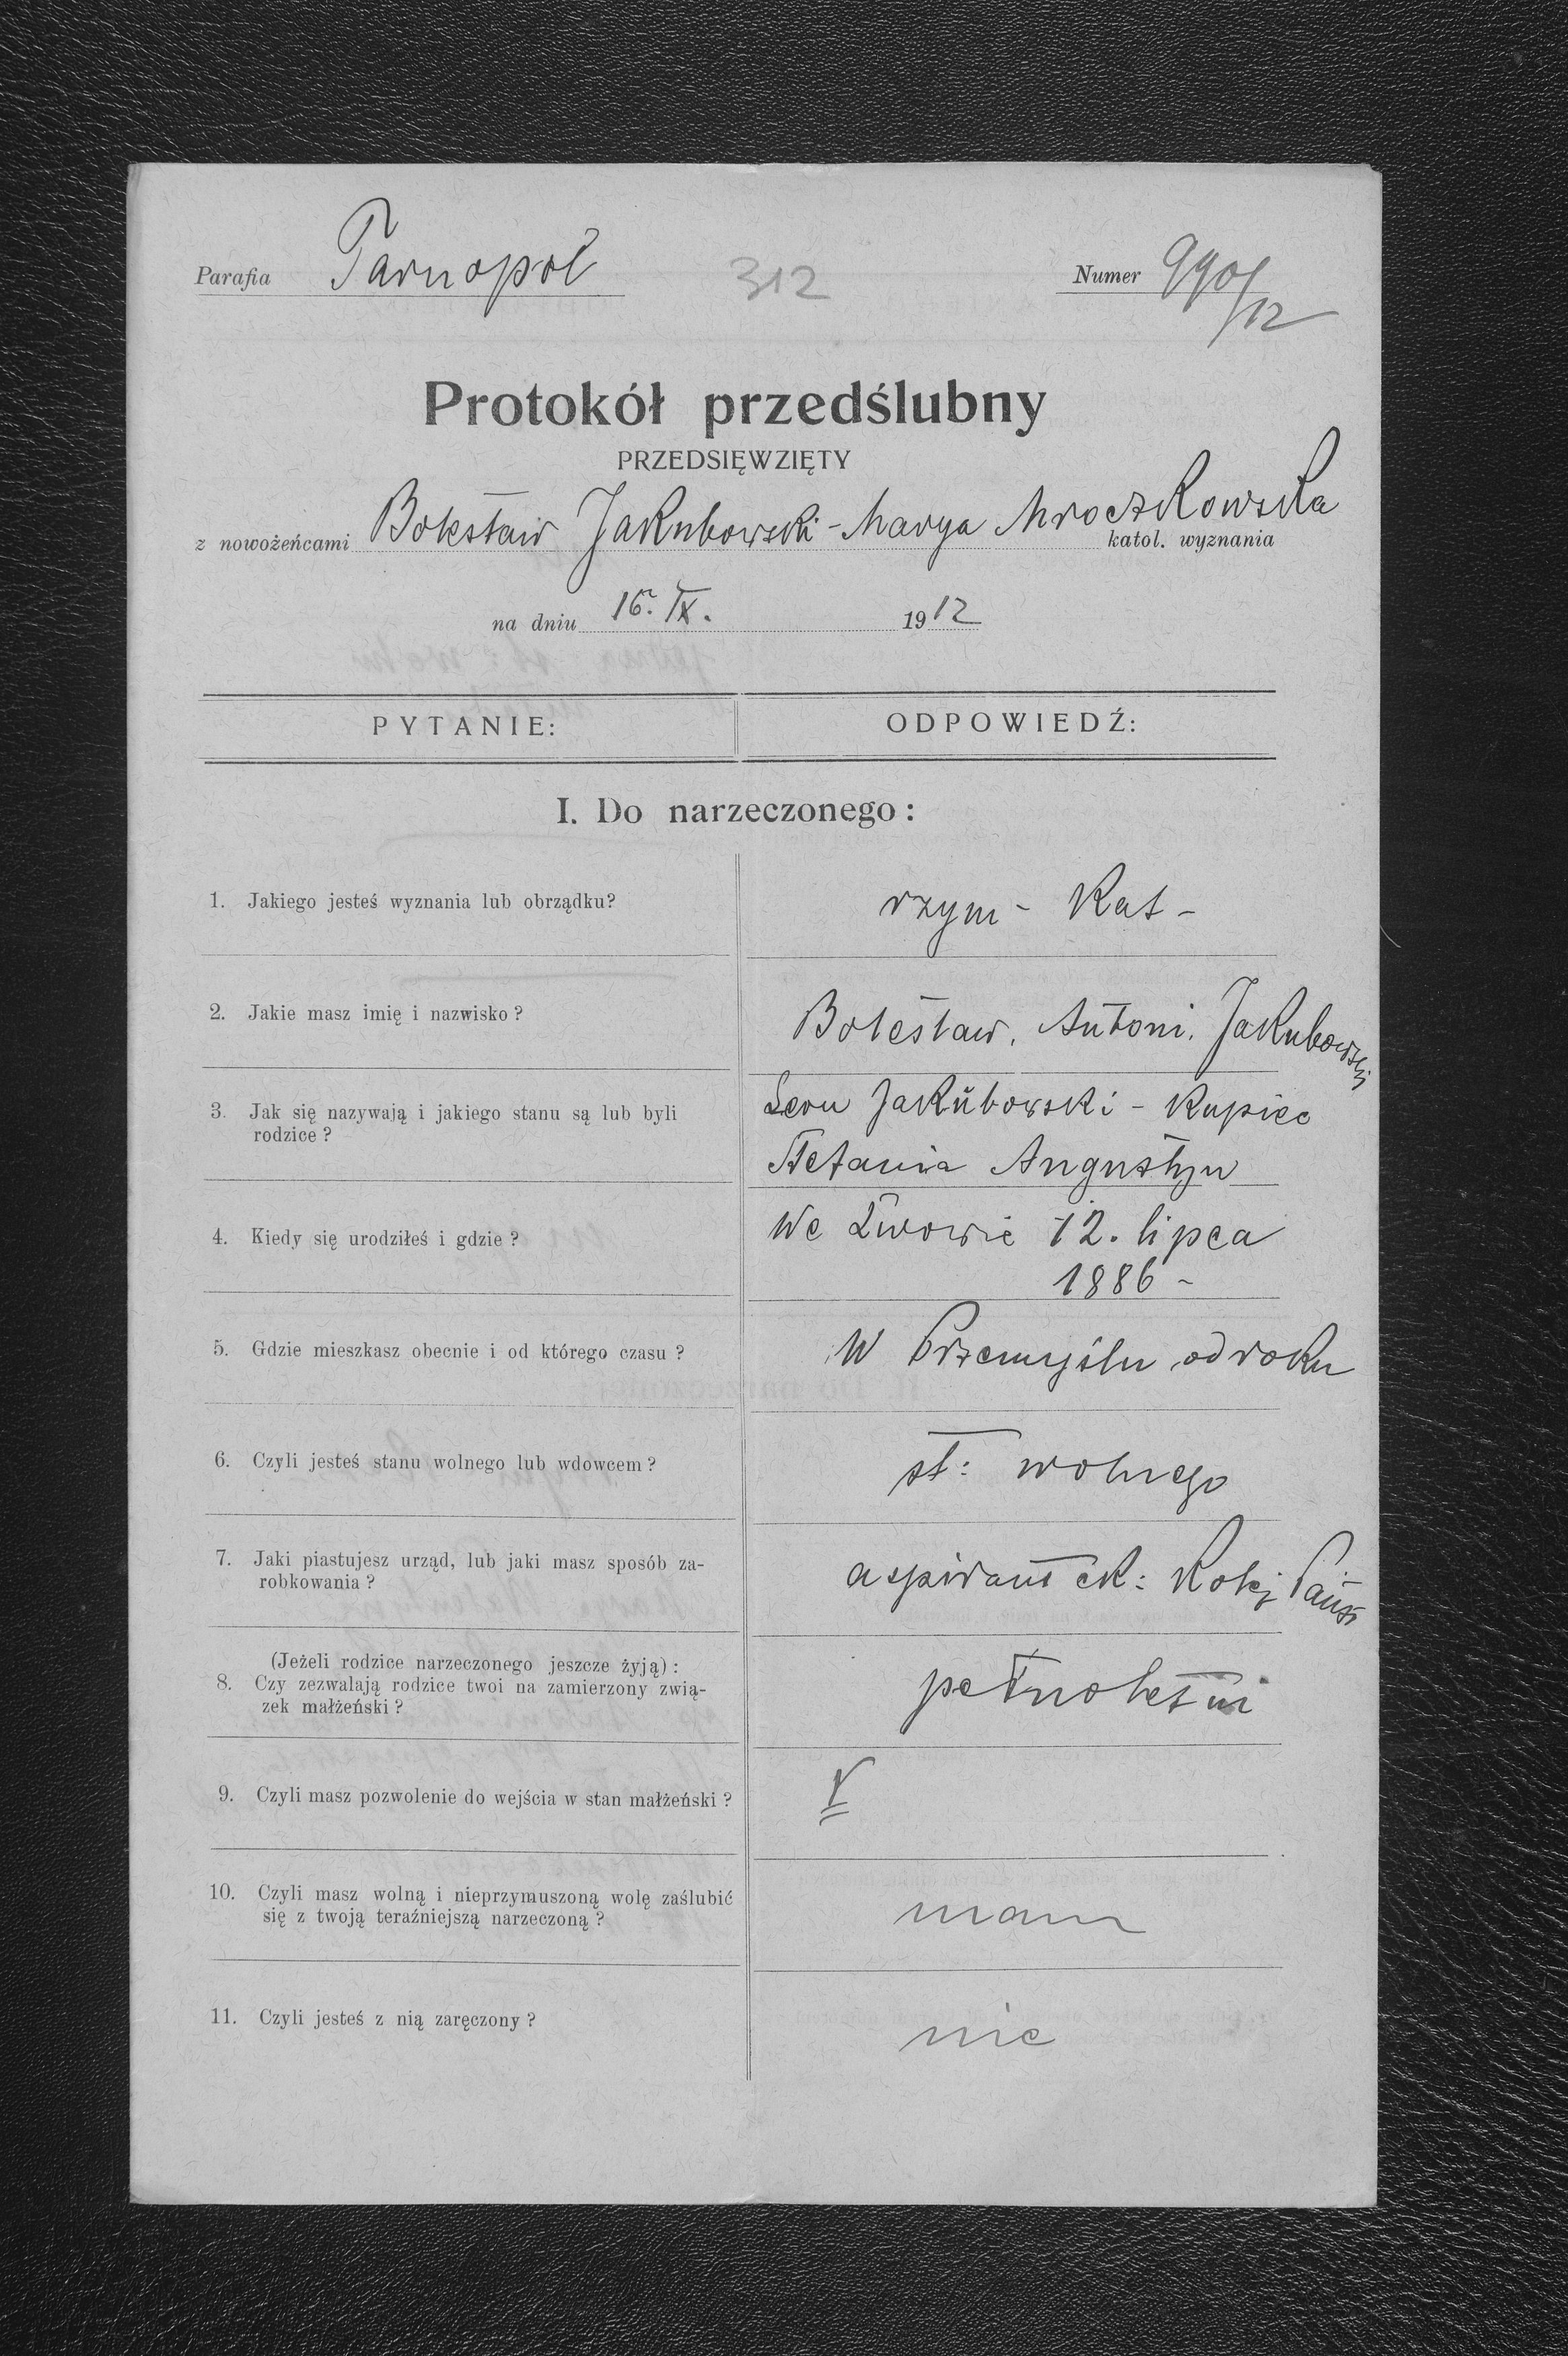 Parafia Tarnopol 312 Numer 990/12
Protokół przedślubny
PRZEDSIĘWZIĘTY
z nowożeńcami Bolesław Jakubowski - Marya Mroczkowska katol. wyznania
na dniu 16. IX. 1912
PYTANIE: ODPOWIEDŹ:
I. Do narzeczonego:
1. Jakiego jesteś wyznania lub obrządku? rzym - Kat -
2. Jakie masz imię i nazwisko? Bolesław, Antoni, Jakubowski
3. Jak się nazywają i jakiego stanu są lub byli Leon Jakubowski - Kupiec
rodzice? Stefania Augustyn
4. Kiedy się urodziłeś i gdzie? We Lwowie 12. lipca
1886 -
5. Gdzie mieszkasz obecnie i od którego czasu? W Przemyślu od roku
6. Czyli jesteś stanu wolnego lub wdowcem? st: wolnego
7. Jaki piastujesz urząd, lub jaki masz sposób za-
robkowania? aspirant ck: Kolej Państ
(Jeżeli rodzice narzeczonego jeszcze żyją):
8. Czy zezwalają rodzice twoi na zamierzony zwią- pełnoletni
zek małżeński?
9. Czyli masz pozwolenie do wejścia w stan małżeński?
10. Czyli masz wolną i nieprzymuszoną wolę zaślubić mam
się z twoją teraźniejszą narzeczoną?
11. Czyli jesteś z nią zaręczony? nie